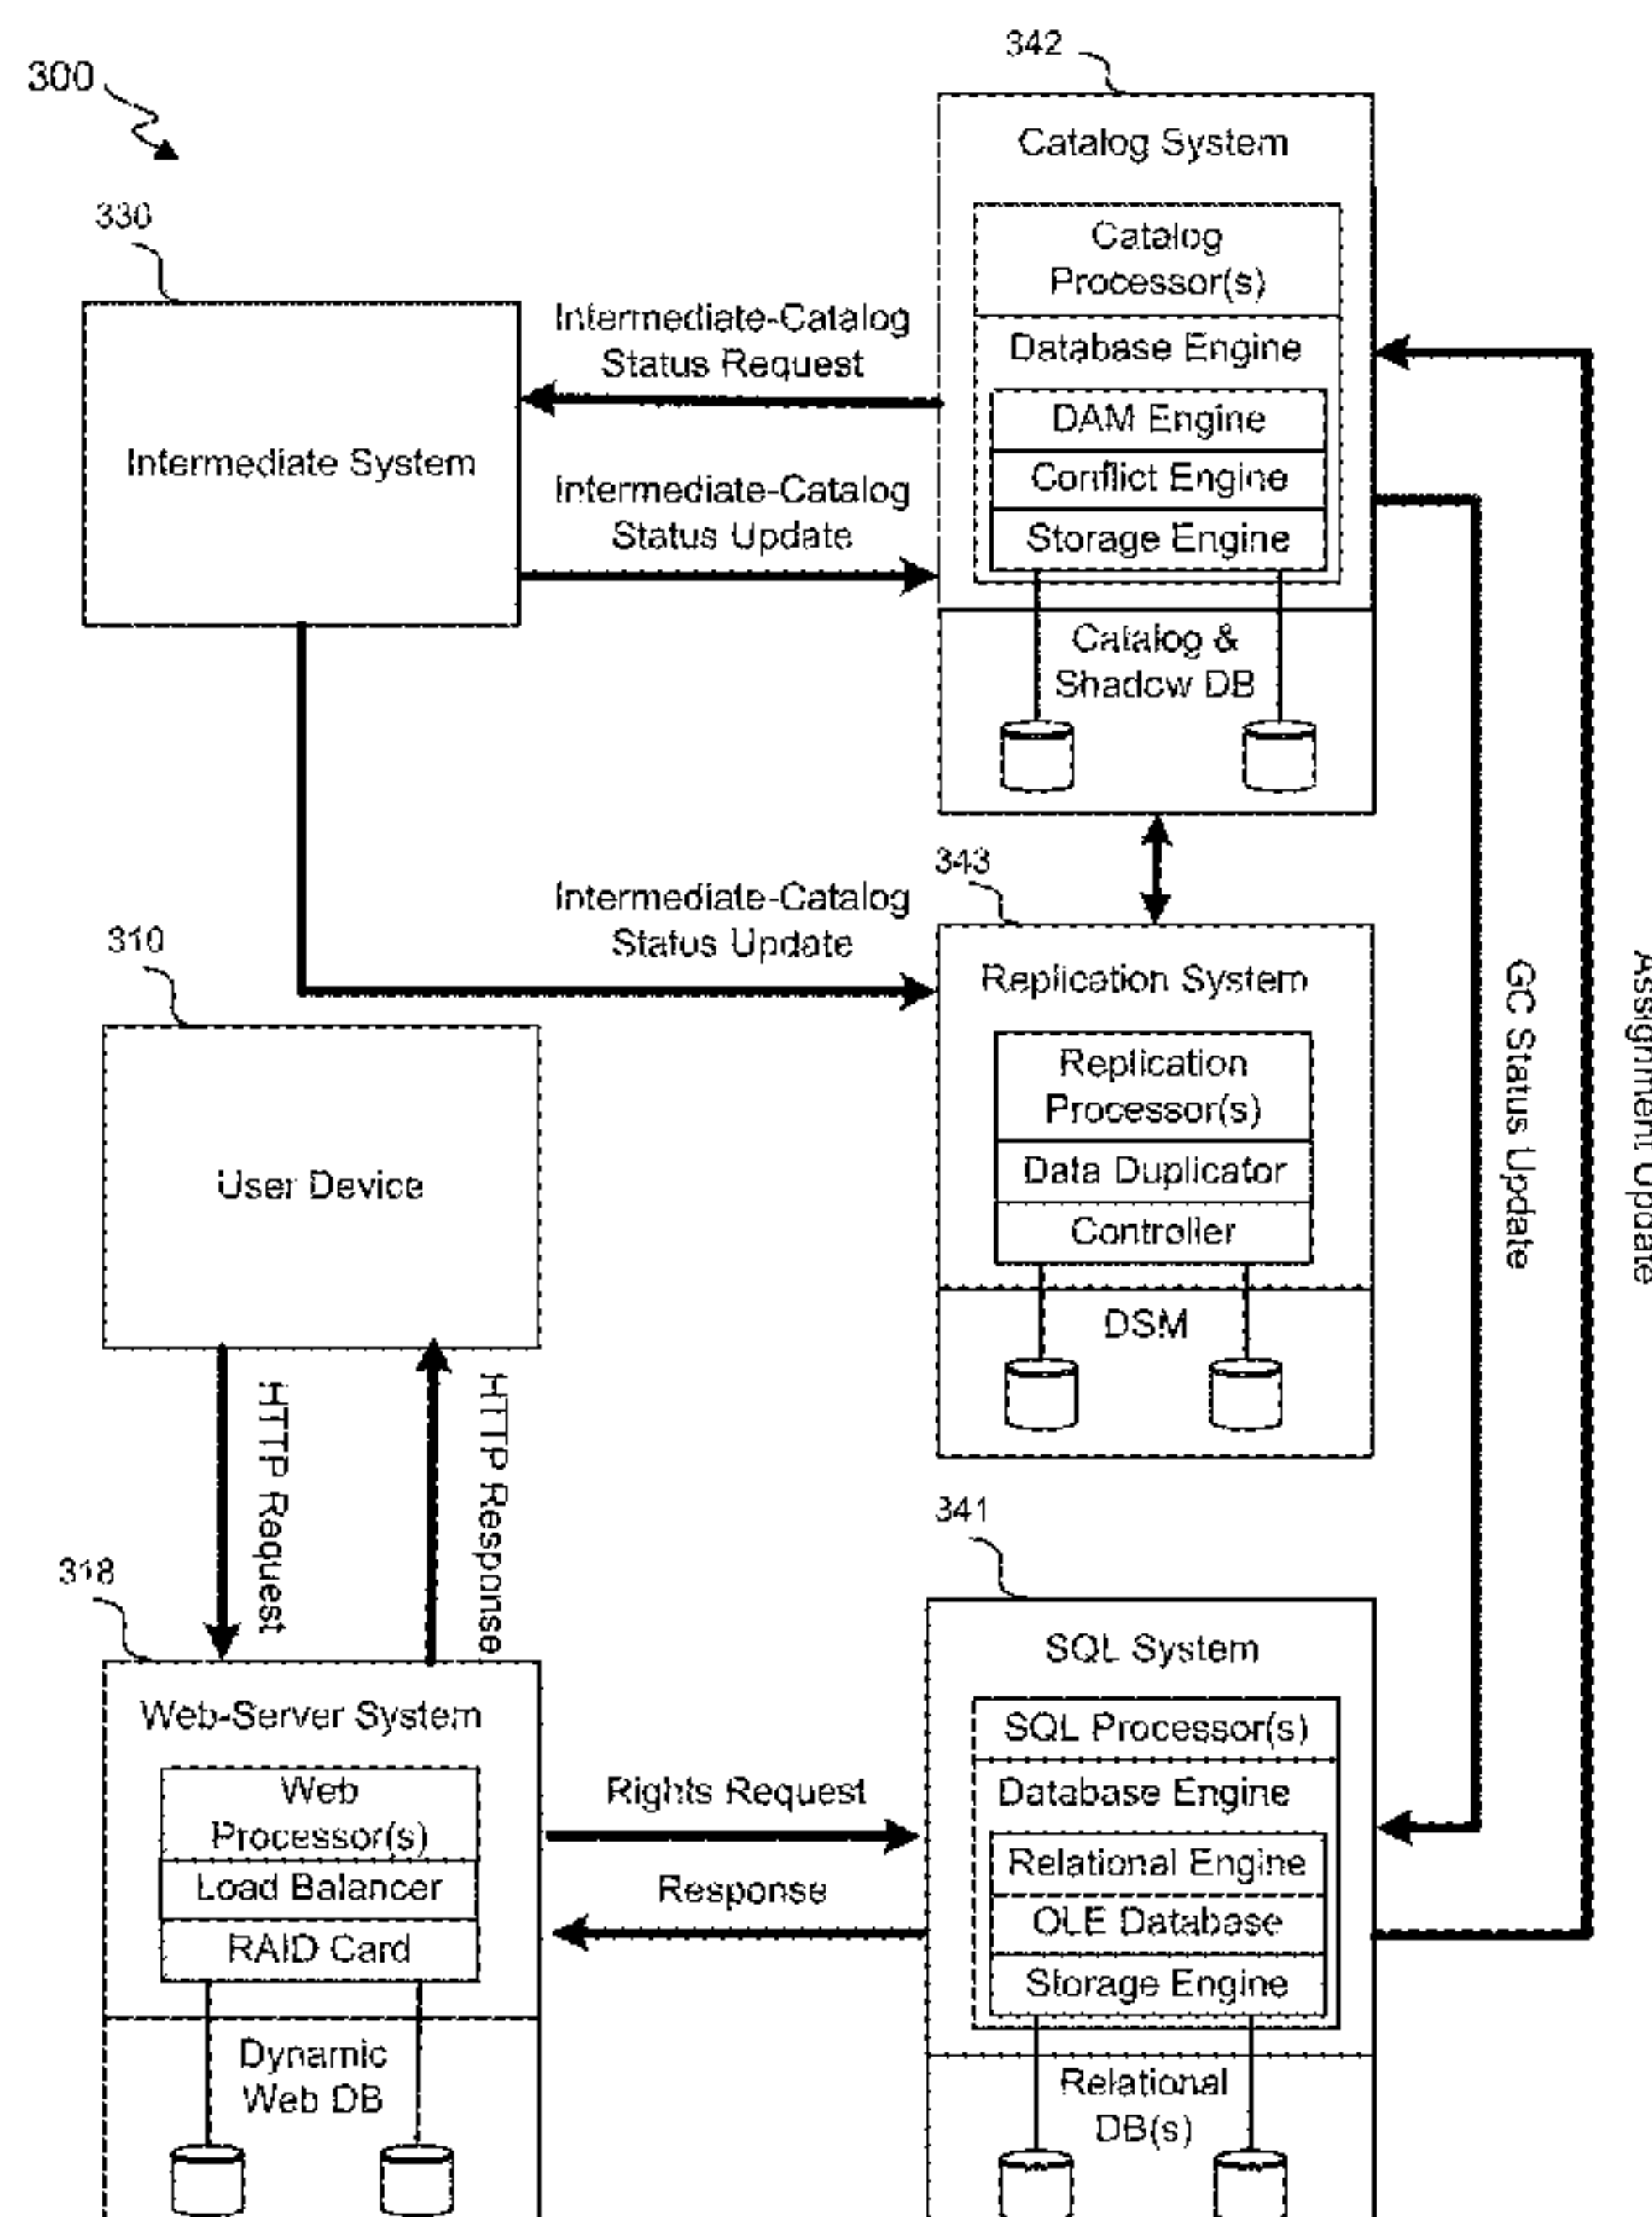 300
342
Catalog System
Catalog
Processor(s)
Database Engine
DAM Engine
Conflict Engine
Storage Engine
Catalog &
Shadow DB
330
Intermediate System
Intermediate-Catalog
Status Request
Intermediate-Catalog
Status Update
Intermediate-Catalog
Status Update
343
Replication System
Replication
Processor(s)
Data Duplicator
Controller
DSM
GC Status Update
Assignment Update
310
User Device
HTTP Request
HTTP Response
318
Web-Server System
Web
Processor(s)
Load Balancer
RAID Card
Dynamic
Web DB
Rights Request
Response
341
SQL System
SQL Processor(s)
Database Engine
Relational Engine
OLE Database
Storage Engine
Relational
DB(s)